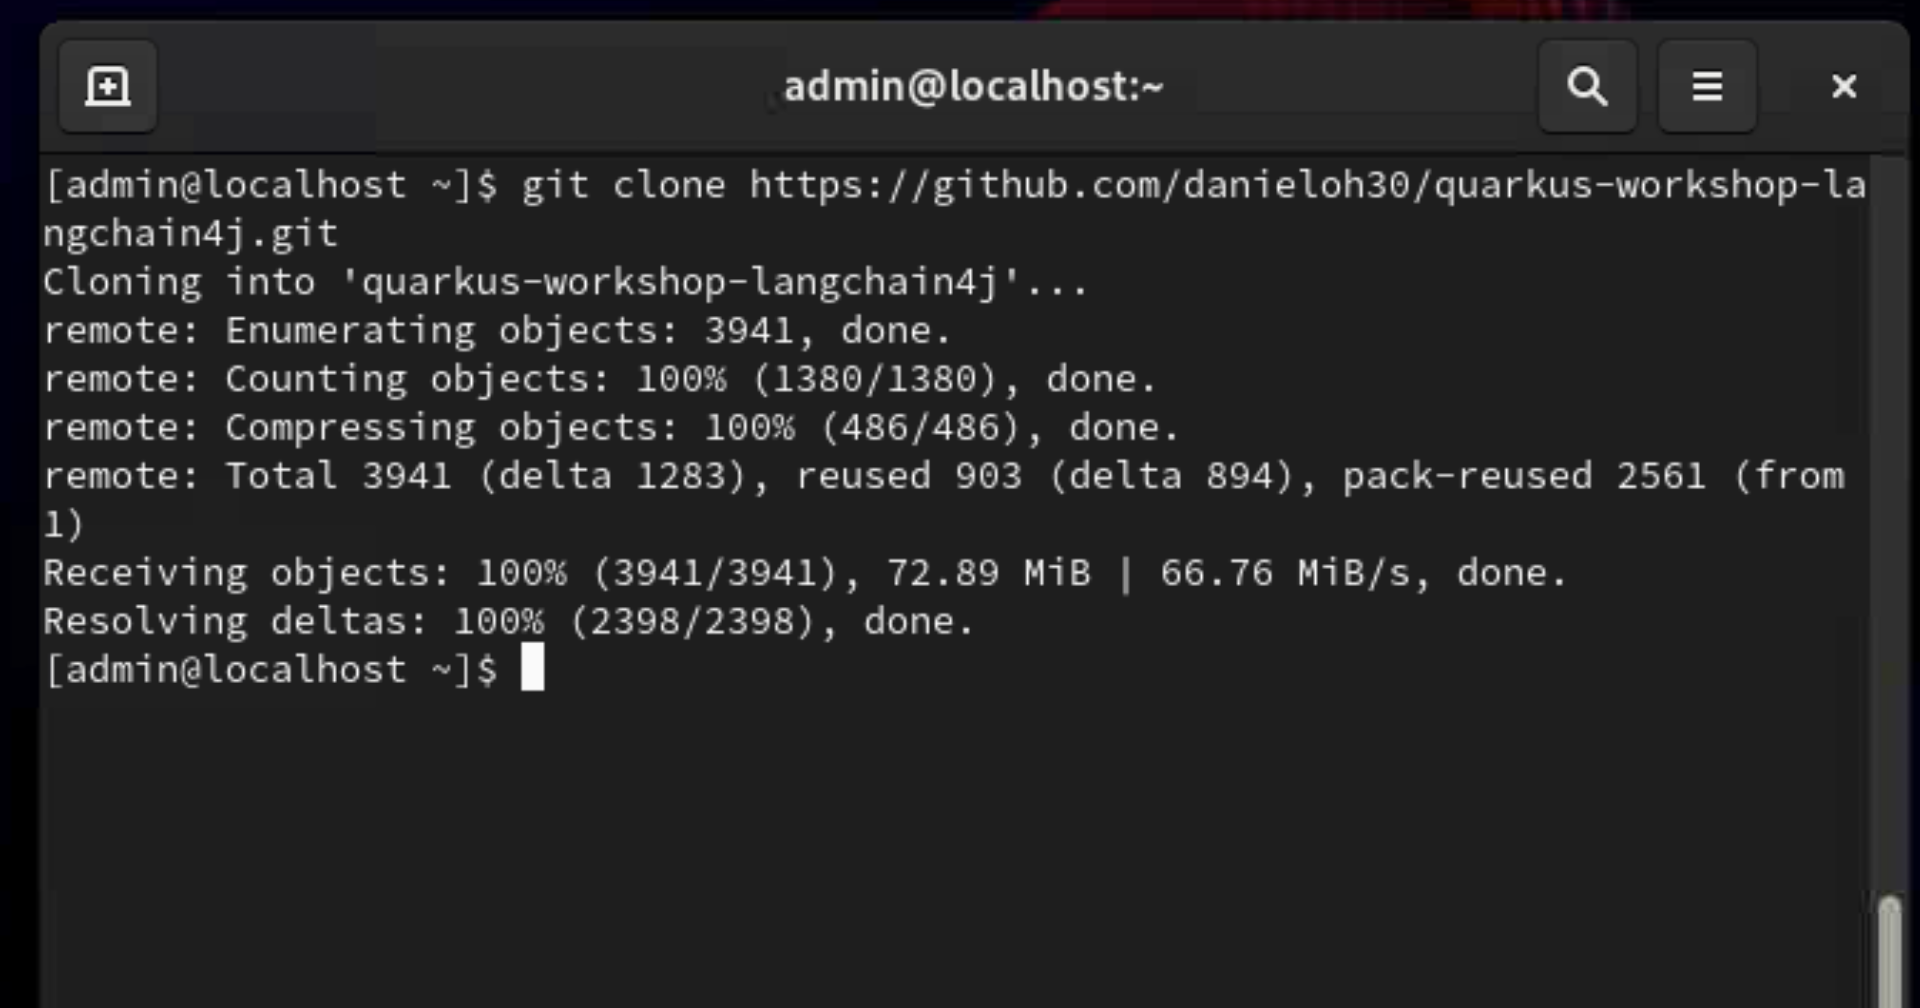 admin@localhost:~
[admin@localhost ~]$ git clone https://github.com/danieloh30/quarkus-workshop-la
ngchain4j.git
Cloning into 'quarkus-workshop-langchain4j'...
remote: Enumerating objects: 3941, done.
remote: Counting objects: 100% (1380/1380), done.
remote: Compressing objects: 100% (486/486), done.
remote: Total 3941 (delta 1283), reused 903 (delta 894), pack-reused 2561 (from
1)
Receiving objects: 100% (3941/3941), 72.89 MiB | 66.76 MiB/s, done.
Resolving deltas: 100% (2398/2398), done.
[admin@localhost ~]$